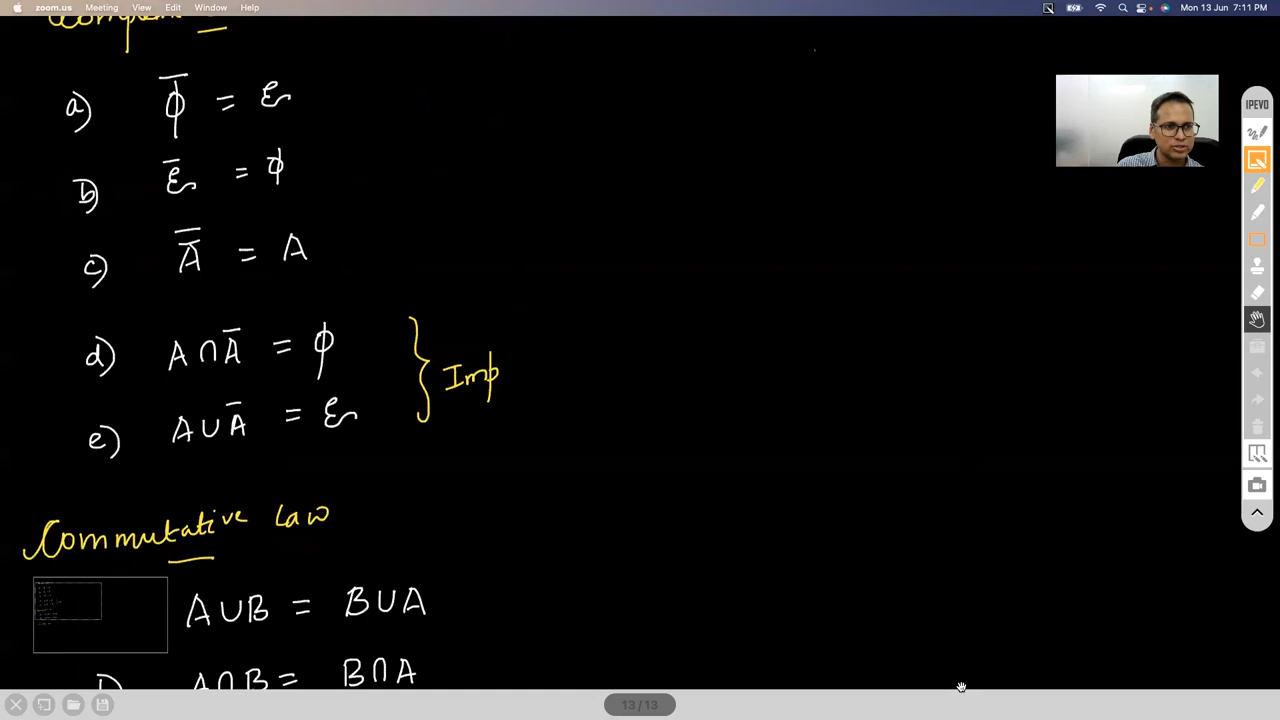 zoom.us Meeting View Edit Window Help Mon 13 Jun 7:11 PM
a) ϕ̅ = ξ
b) ξ̅ = ϕ
c) A̿ = A
d) A∩A̅ = ϕ
e) A∪A̅ = ξ
} Imp
IPEVO
Commutative Law
A∪B = B∪A
A∩B = B∩A
13/13